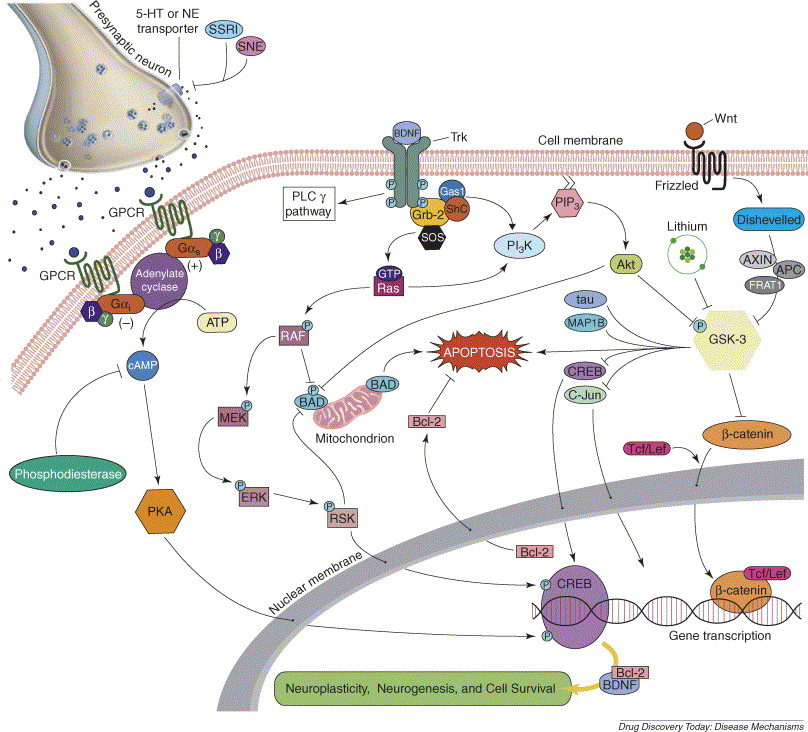 Presynaptic neuron
5-HT or NE
transporter
SSRI
SNE
GPCR
Gαs
γ
β
(+)
GPCR
Adenylate
cyclase
β
γ
Gαi
(–)
ATP
cAMP
Phosphodiesterase
PKA
BDNF
Trk
P
P
P
P
PLC γ
pathway
Gas1
ShC
Grb-2
SOS
GTP
Ras
PI3K
Cell membrane
PIP3
Akt
Wnt
Frizzled
Dishevelled
Lithium
AXIN
APC
FRAT1
P
GSK-3
tau
MAP1B
CREB
C-Jun
β-catenin
Tcf/Lef
RAF
P
MEK
P
P
ERK
P
RSK
P
BAD
BAD
Mitochondrion
APOPTOSIS
Bcl-2
Bcl-2
Nuclear membrane
P
CREB
P
Tcf/Lef
β-catenin
Gene transcription
Bcl-2
BDNF
Neuroplasticity, Neurogenesis, and Cell Survival
Drug Discovery Today: Disease Mechanisms